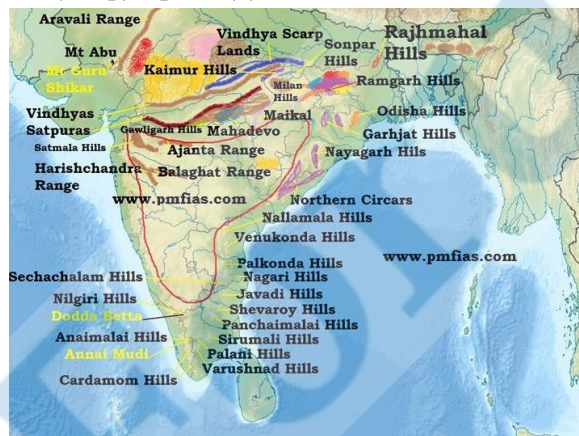 Aravali Range
Mt Abu
Mt Guru
Shikar
Vindhya Scarp
Lands
Kaimur Hills
Sonpar
Hills
Rajhmahal
Hills
Milan
Hills
Ramgarh Hills
Vindhyas
Satpuras
Gawligarh Hills
Mahadevo
Maikal
Odisha Hills
Satmala Hills
Ajanta Range
Garhjat Hills
Harishchandra
Range
Balaghat Range
Nayagarh Hils
www.pmfias.com
Northern Circars
Nallamala Hills
Venukonda Hills
www.pmfias.com
Palkonda Hills
Sechachalam Hills
Nagari Hills
Nilgiri Hills
Javadi Hills
Dodda Betta
Shevaroy Hills
Panchaimalai Hills
Anaimalai Hills
Sirumali Hills
Annai Mudi
Palani Hills
Varushnad Hills
Cardamom Hills